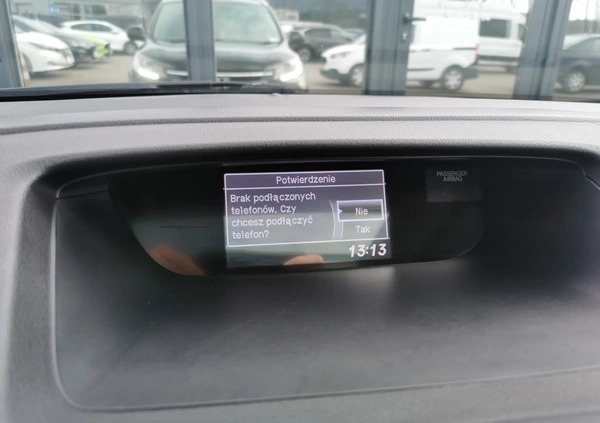 Potwierdzenie
Brak podłączonych
telefonów. Czy
chcesz podłączyć
telefon?
Nie
Tak
13:13
PASSENGER
AIRBAG